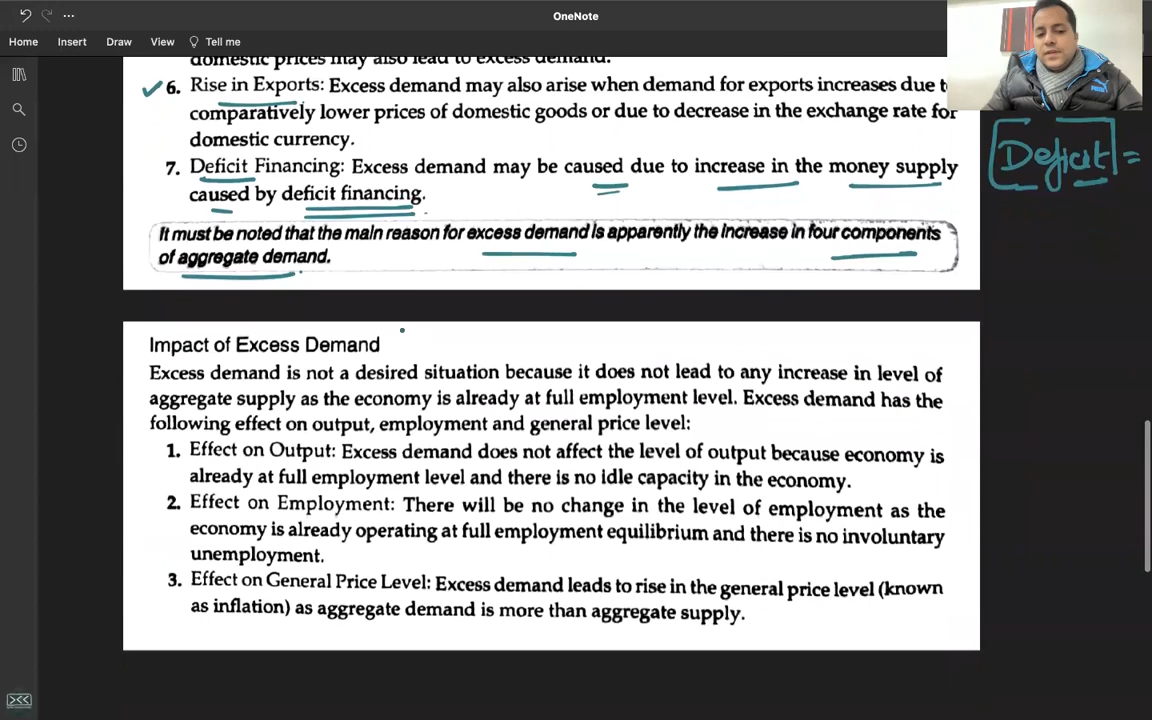 OneNote
Home Insert Draw View Tell me
domestic prices may also lead to excess demand.
6. Rise in Exports: Excess demand may also arise when demand for exports increases due
comparatively lower prices of domestic goods or due to decrease in the exchange rate for
domestic currency.
Deficit =
7. Deficit Financing: Excess demand may be caused due to increase in the money supply
caused by deficit financing.
It must be noted that the main reason for excess demand is apparently the increase in four components
of aggregate demand.
Impact of Excess Demand
Excess demand is not a desired situation because it does not lead to any increase in level of
aggregate supply as the economy is already at full employment level. Excess demand has the
following effect on output, employment and general price level:
1. Effect on Output: Excess demand does not affect the level of output because economy is
already at full employment level and there is no idle capacity in the economy.
2. Effect on Employment: There will be no change in the level of employment as the
economy is already operating at full employment equilibrium and there is no involuntary
unemployment.
3. Effect on General Price Level: Excess demand leads to rise in the general price level (known
as inflation) as aggregate demand is more than aggregate supply.